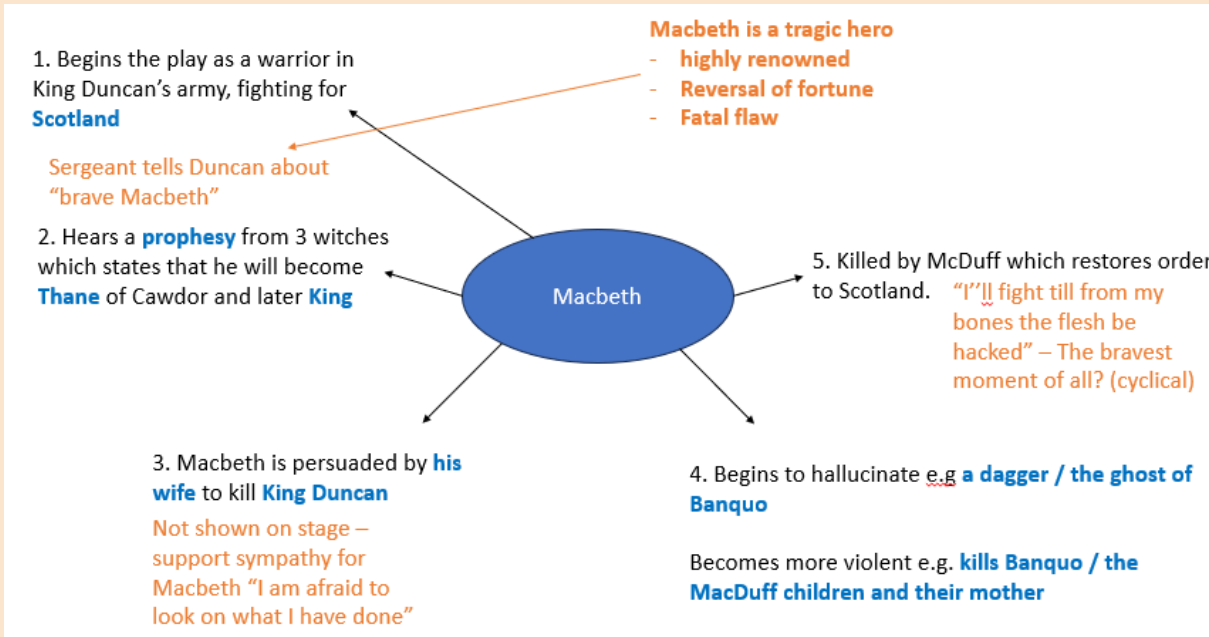 Macbeth is a tragic hero
- highly renowned
- Reversal of fortune
- Fatal flaw
1. Begins the play as a warrior in
King Duncan’s army, fighting for
Scotland
Sergeant tells Duncan about
“brave Macbeth”
2. Hears a prophesy from 3 witches
which states that he will become
Thane of Cawdor and later King
Macbeth
5. Killed by McDuff which restores order
to Scotland.
“I’’ll fight till from my
bones the flesh be
hacked” – The bravest
moment of all? (cyclical)
3. Macbeth is persuaded by his
wife to kill King Duncan
Not shown on stage –
support sympathy for
Macbeth “I am afraid to
look on what I have done”
4. Begins to hallucinate e.g a dagger / the ghost of
Banquo
Becomes more violent e.g. kills Banquo / the
MacDuff children and their mother